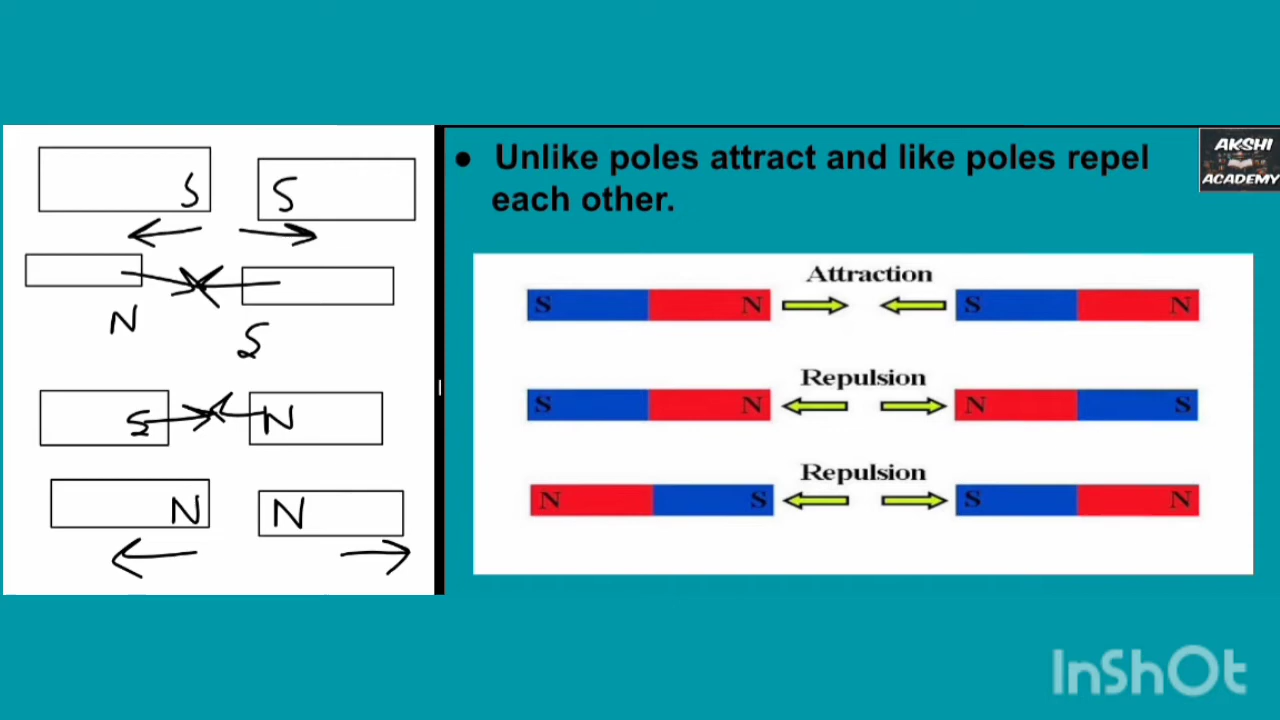 S S
N S
S N
N N
● Unlike poles attract and like poles repel
each other.
AKSHI
ACADEMY
Attraction
S N S N
Repulsion
S N N S
Repulsion
N S S N
InShOt